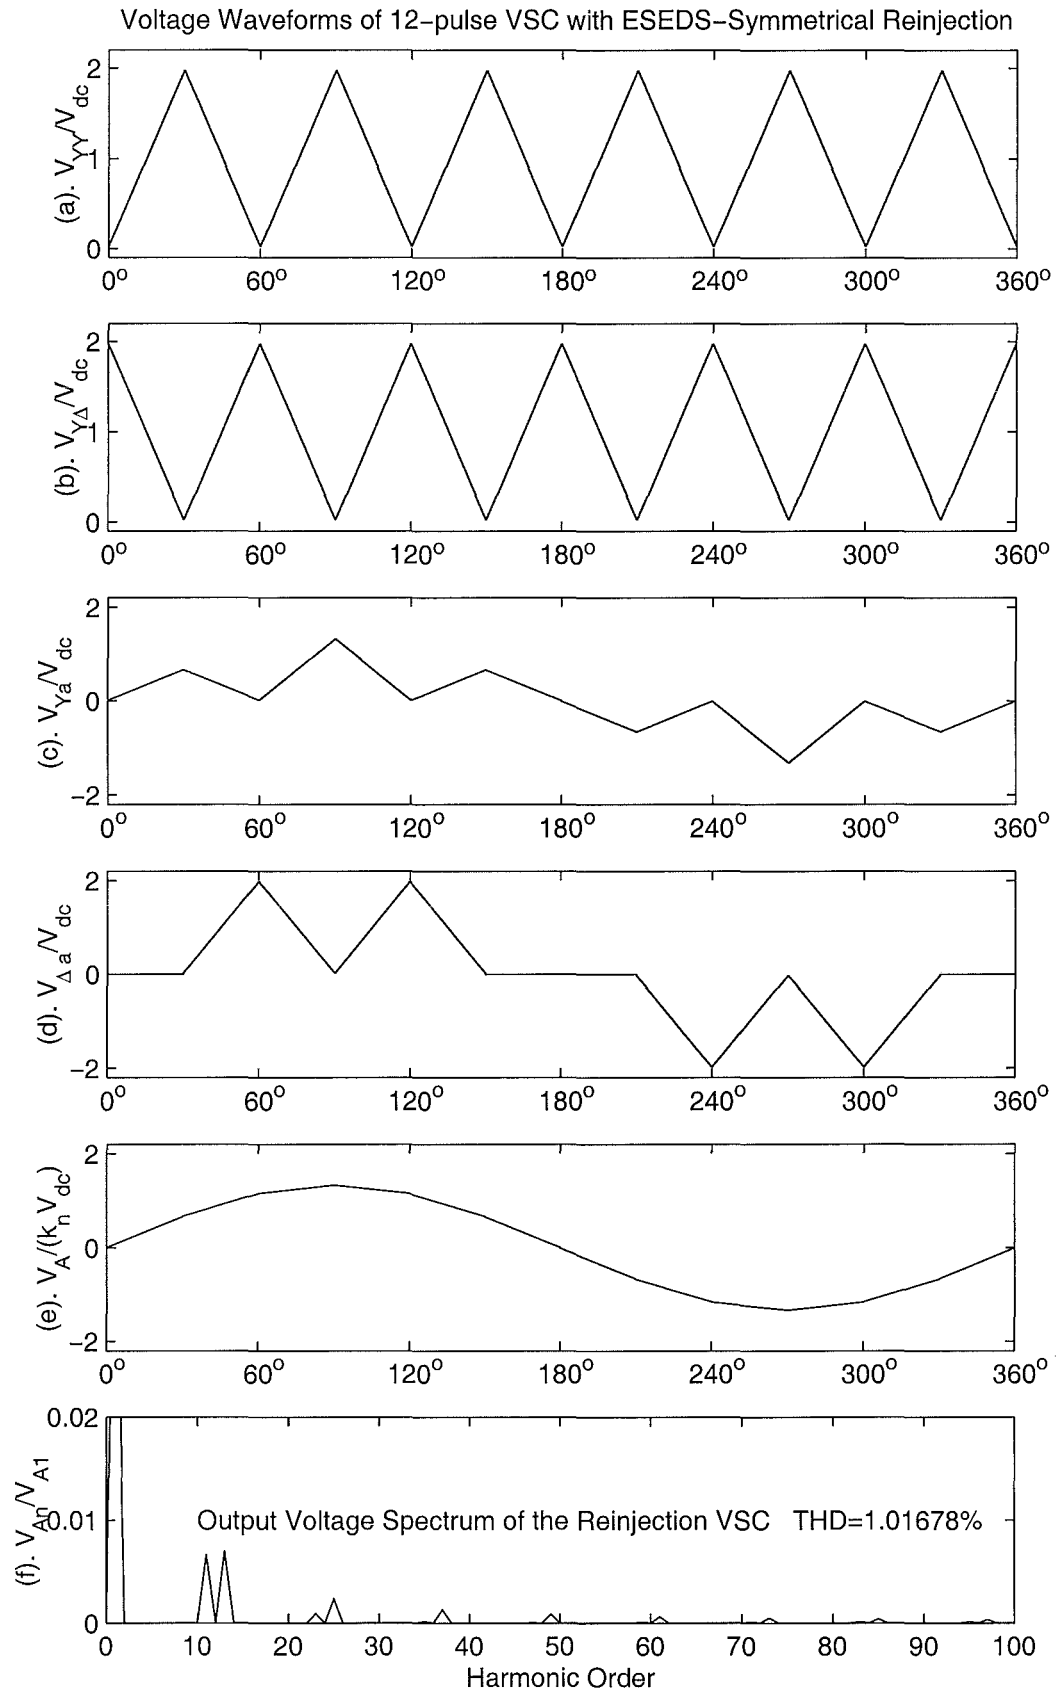 Voltage Waveforms of 12−pulse VSC with ESEDS−Symmetrical Reinjection
(a). V_YY/V_dc
2
1
0
0° 60° 120° 180° 240° 300° 360°
(b). V_YΔ/V_dc
2
1
0
0° 60° 120° 180° 240° 300° 360°
(c). V_Ya/V_dc
2
0
−2
0° 60° 120° 180° 240° 300° 360°
(d). V_Δa/V_dc
2
0
−2
0° 60° 120° 180° 240° 300° 360°
(e). V_A/(k_n V_dc)
2
0
−2
0° 60° 120° 180° 240° 300° 360°
(f). V_An/V_A1
0.02
0.01
0
Output Voltage Spectrum of the Reinjection VSC THD=1.01678%
0 10 20 30 40 50 60 70 80 90 100
Harmonic Order